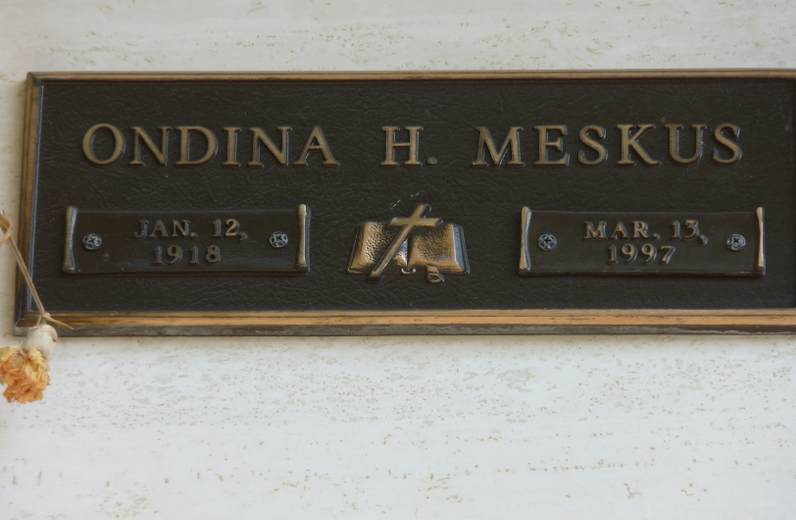 ONDINA H. MESKUS
JAN. 12,
1918
MAR. 13,
1997